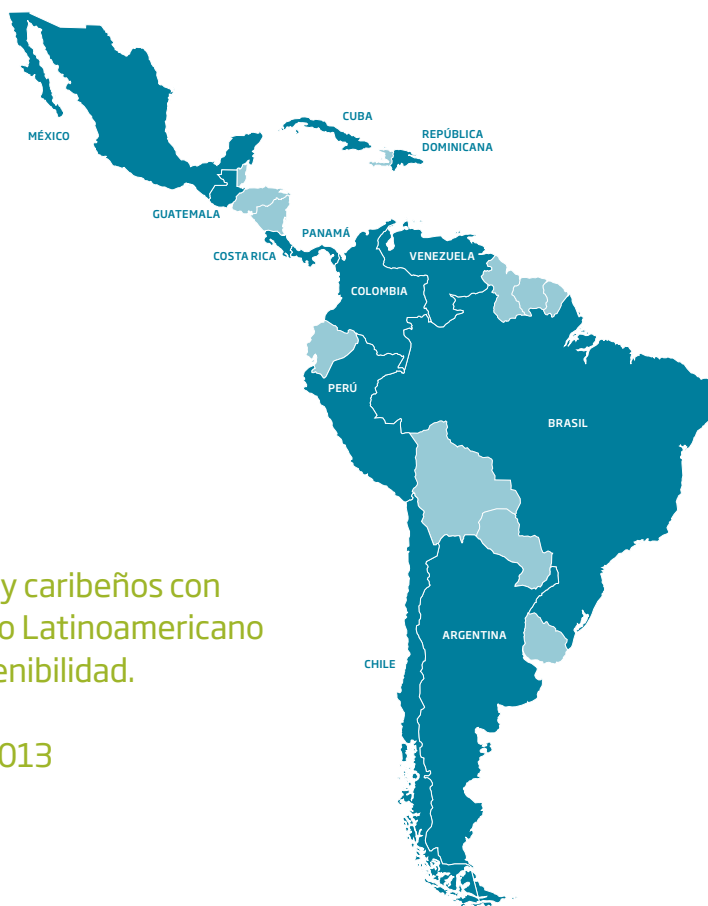 CUBA
MÉXICO
REPÚBLICA
DOMINICANA
GUATEMALA
PANAMÁ
COSTA RICA
VENEZUELA
COLOMBIA
PERÚ
BRASIL
y caribeños con
o Latinoamericano
enibilidad.
013
ARGENTINA
CHILE